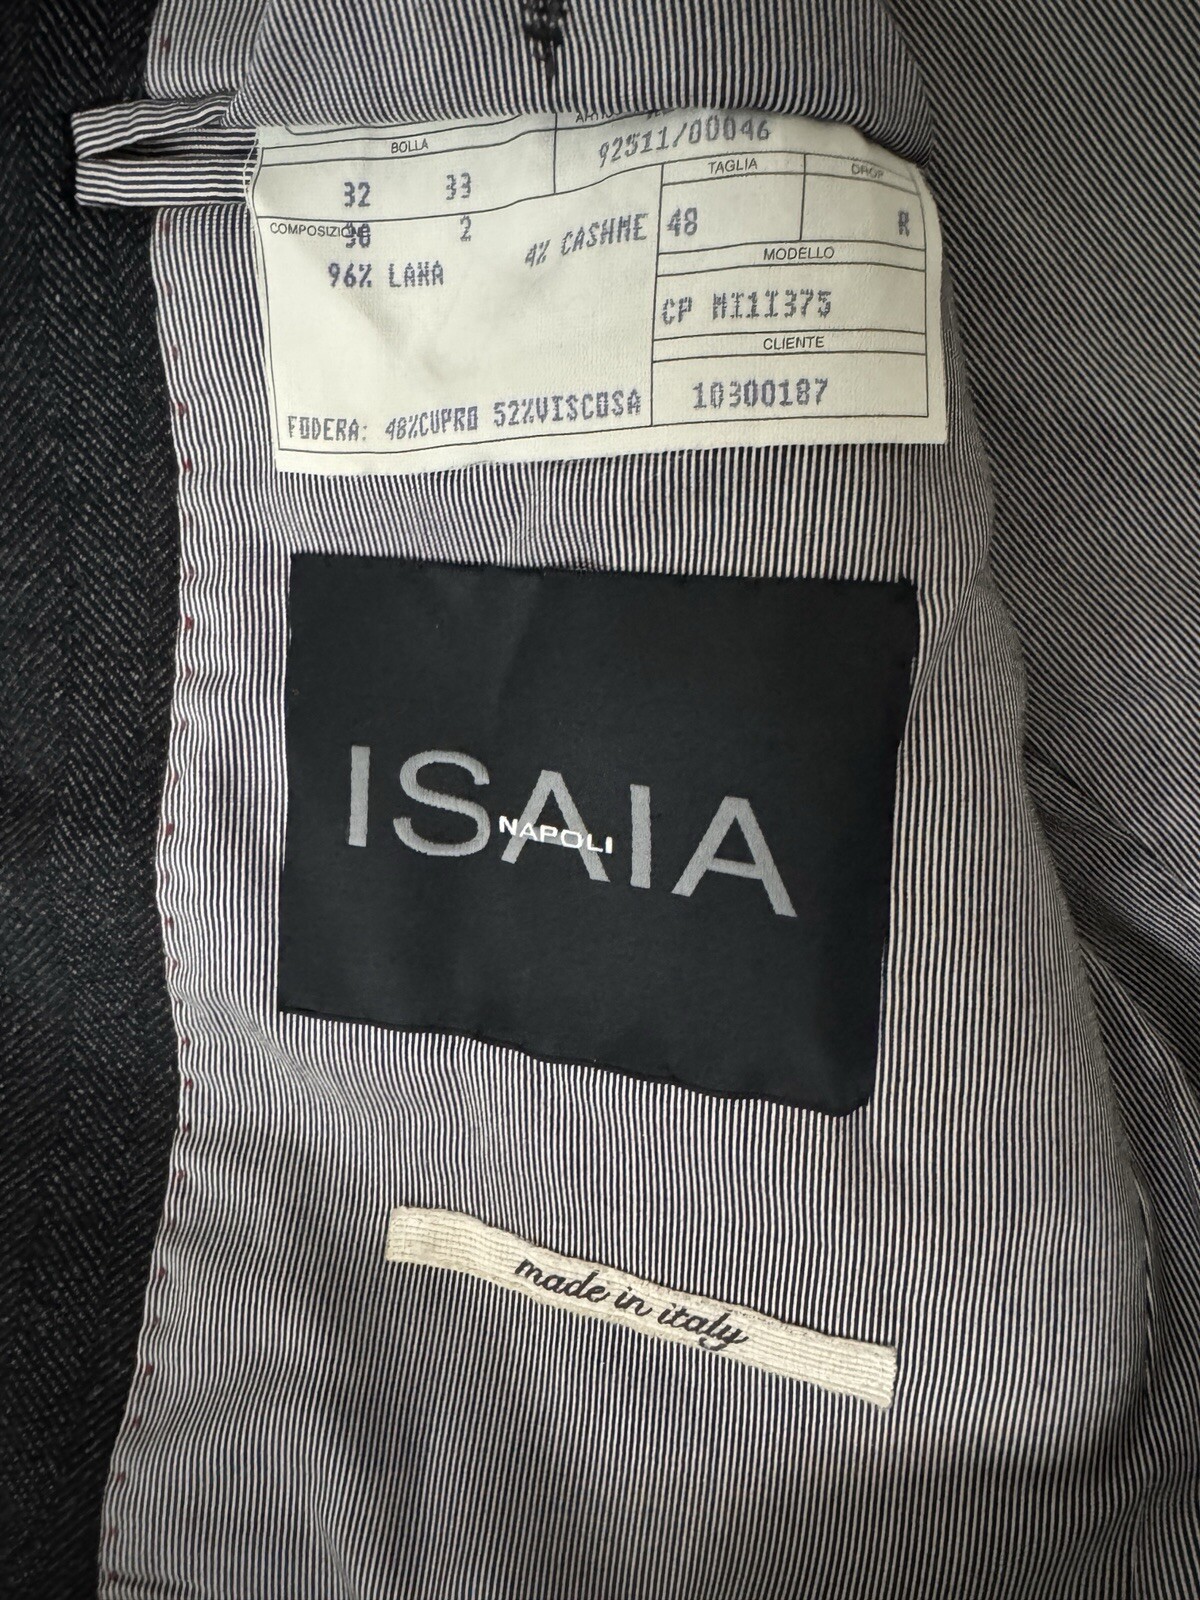 BOLLA
92511/00046
32 33
TAGLIA DROP
48 R
COMPOSIZIONE
2
96% LANA 4% CASHME
MODELLO
CP MI1I375
CLIENTE
10300187
FODERA: 48%CUPRO 52%VISCOSA
ISAIA
NAPOLI
made in italy